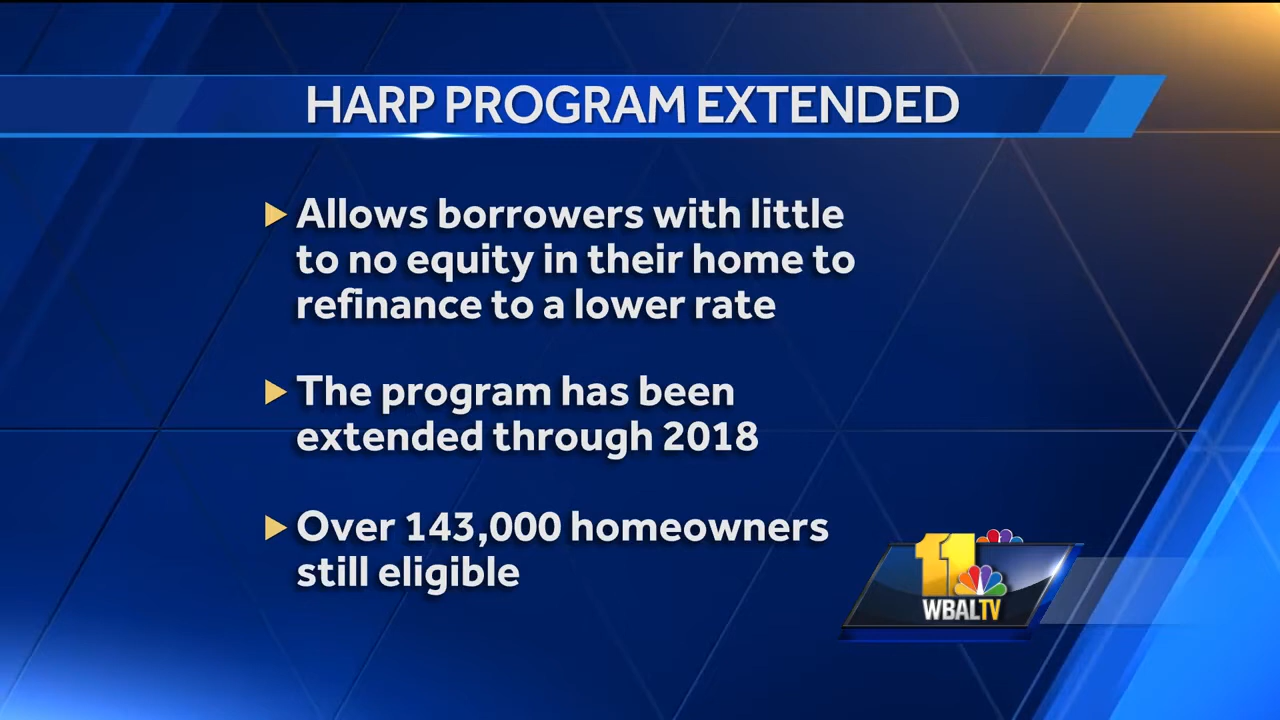 HARP PROGRAM EXTENDED
Allows borrowers with little
to no equity in their home to
refinance to a lower rate
The program has been
extended through 2018
Over 143,000 homeowners
still eligible
11
WBALTV